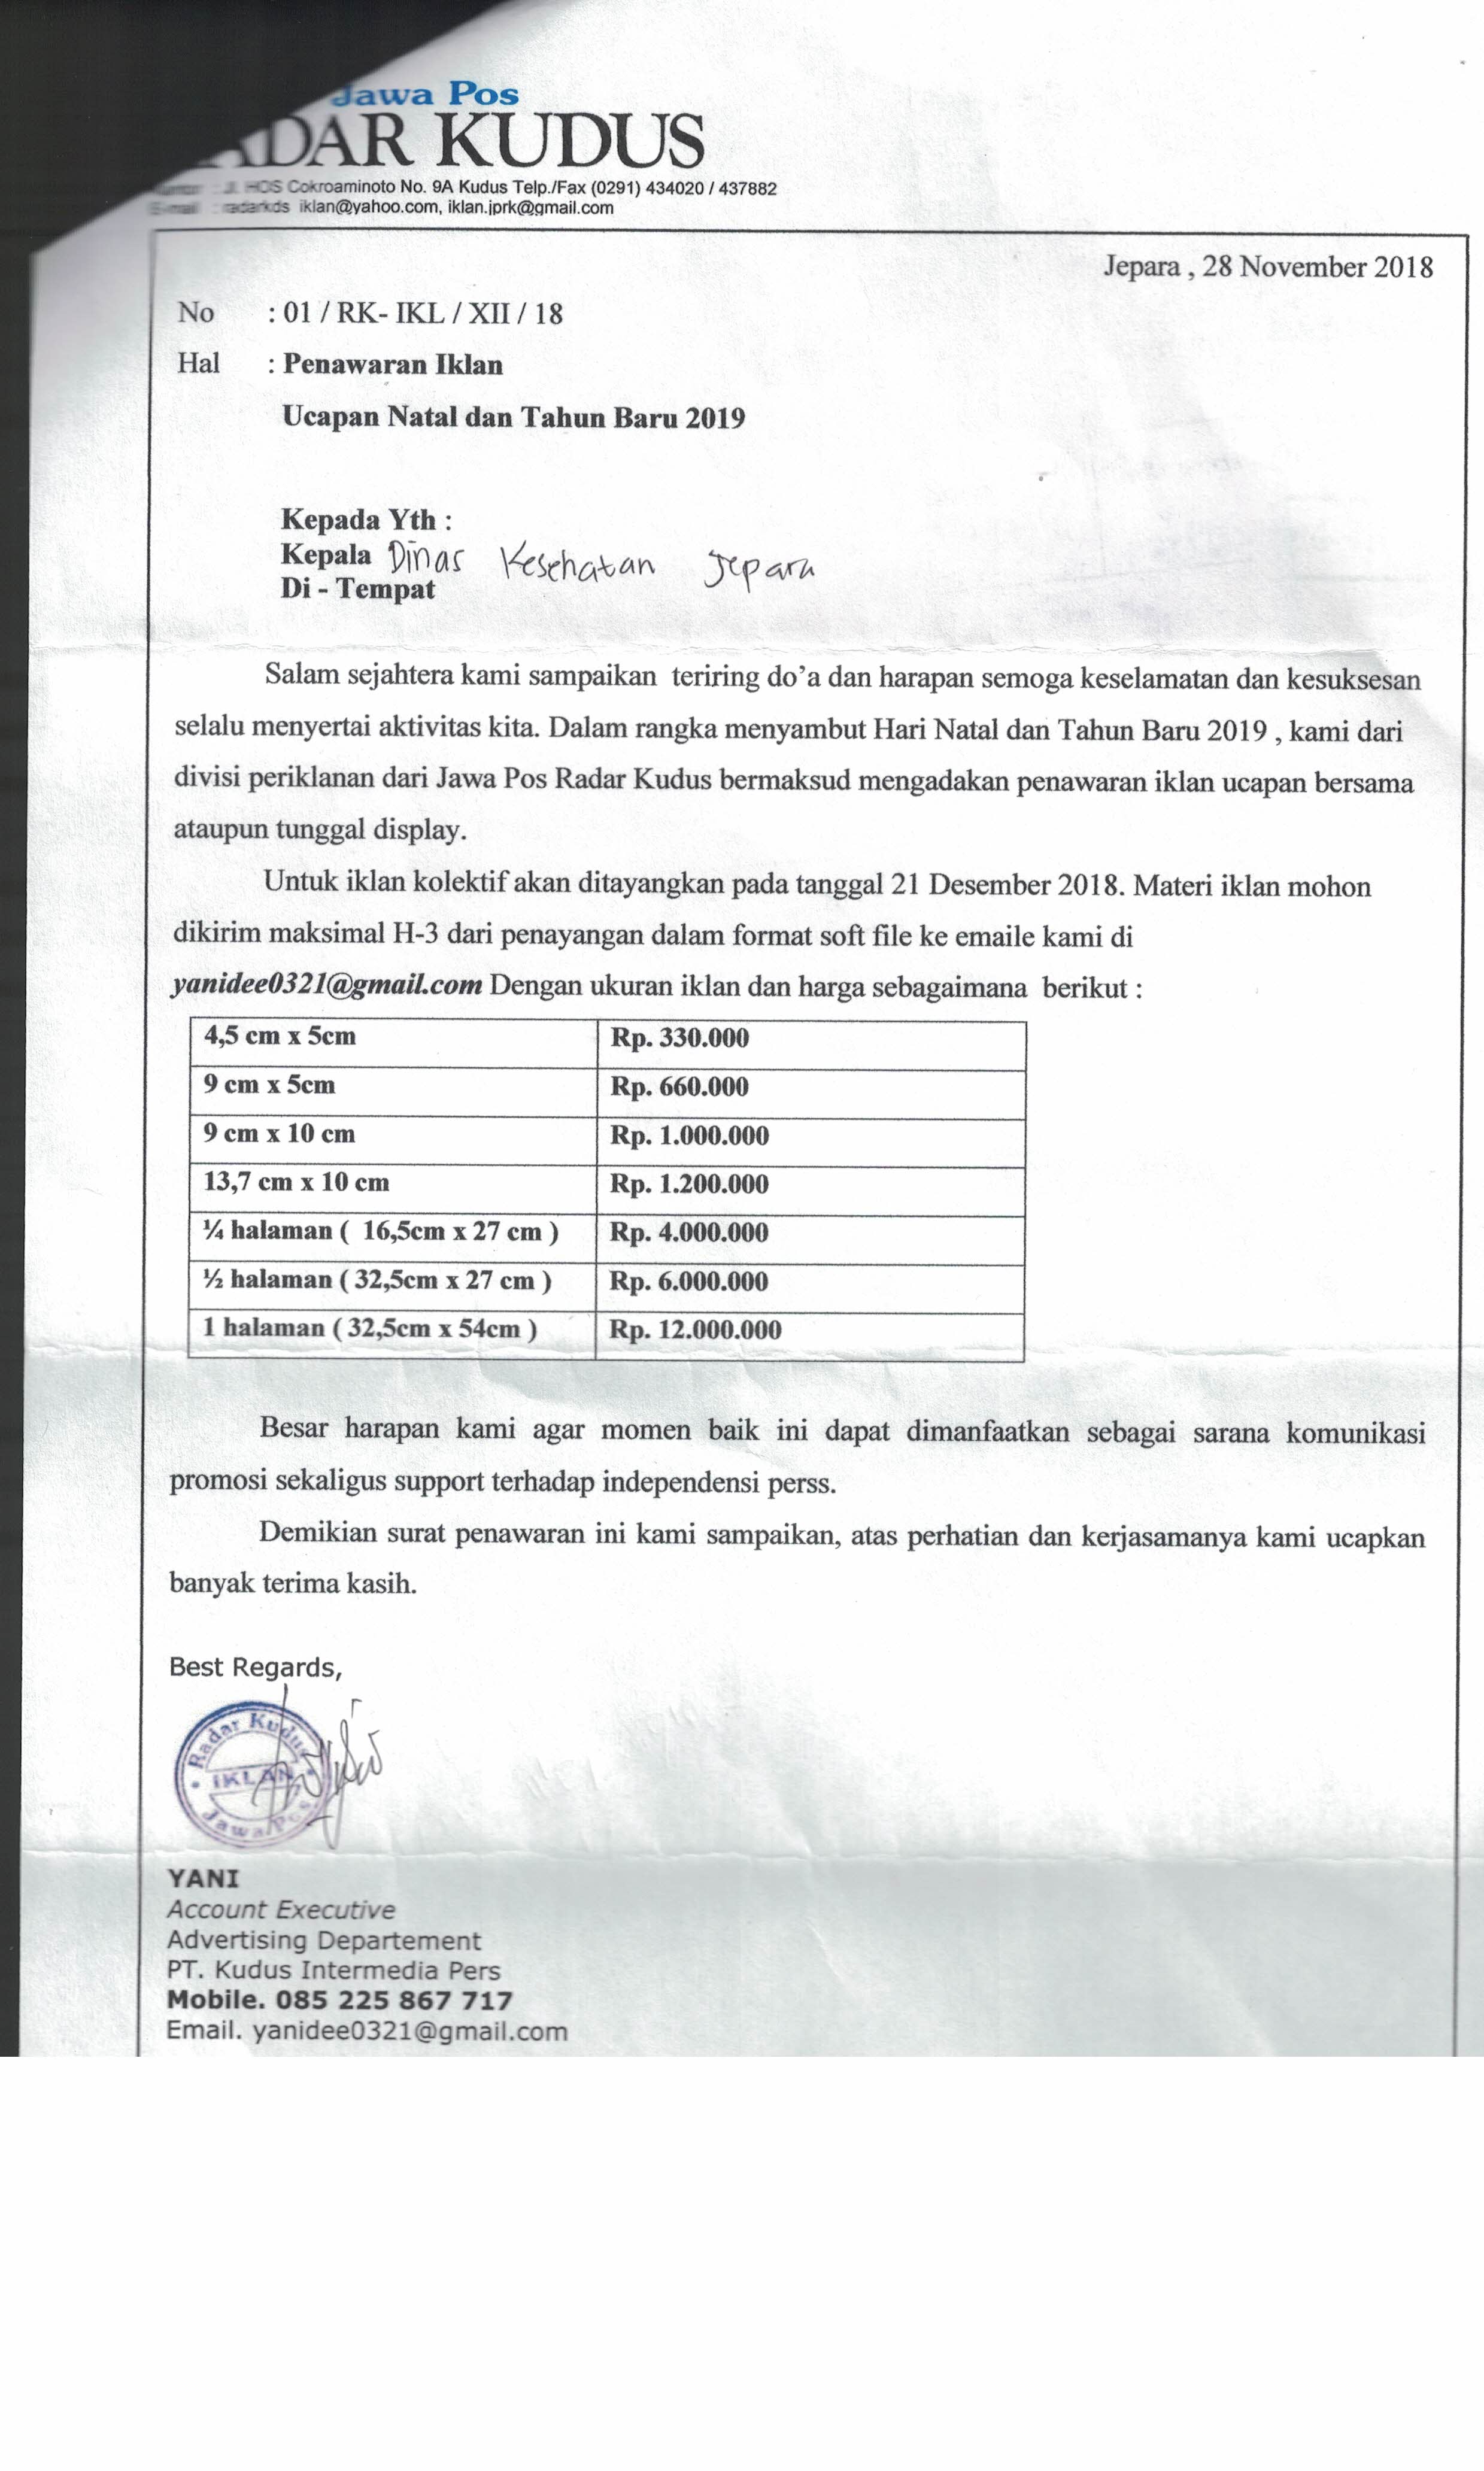 Jawa Pos
RADAR KUDUS
Kantor : Jl. HOS Cokroaminoto No. 9A Kudus Telp./Fax (0291) 434020 / 437882
E-mail : radarkds iklan@yahoo.com, iklan.jprk@gmail.com
Jepara , 28 November 2018
No : 01 / RK- IKL / XII / 18
Hal : Penawaran Iklan
Ucapan Natal dan Tahun Baru 2019
Kepada Yth :
Kepala Dinas Kesehatan Jepara
Di - Tempat
Salam sejahtera kami sampaikan teriring do’a dan harapan semoga keselamatan dan kesuksesan
selalu menyertai aktivitas kita. Dalam rangka menyambut Hari Natal dan Tahun Baru 2019 , kami dari
divisi periklanan dari Jawa Pos Radar Kudus bermaksud mengadakan penawaran iklan ucapan bersama
ataupun tunggal display.
Untuk iklan kolektif akan ditayangkan pada tanggal 21 Desember 2018. Materi iklan mohon
dikirim maksimal H-3 dari penayangan dalam format soft file ke emaile kami di
yanidee0321@gmail.com Dengan ukuran iklan dan harga sebagaimana berikut :
4,5 cm x 5cm Rp. 330.000
9 cm x 5cm Rp. 660.000
9 cm x 10 cm Rp. 1.000.000
13,7 cm x 10 cm Rp. 1.200.000
¼ halaman ( 16,5cm x 27 cm ) Rp. 4.000.000
½ halaman ( 32,5cm x 27 cm ) Rp. 6.000.000
1 halaman ( 32,5cm x 54cm ) Rp. 12.000.000
Besar harapan kami agar momen baik ini dapat dimanfaatkan sebagai sarana komunikasi
promosi sekaligus support terhadap independensi perss.
Demikian surat penawaran ini kami sampaikan, atas perhatian dan kerjasamanya kami ucapkan
banyak terima kasih.
Best Regards,
Radar Kudus
IKLAN
Jawa Pos
YANI
Account Executive
Advertising Departement
PT. Kudus Intermedia Pers
Mobile. 085 225 867 717
Email. yanidee0321@gmail.com